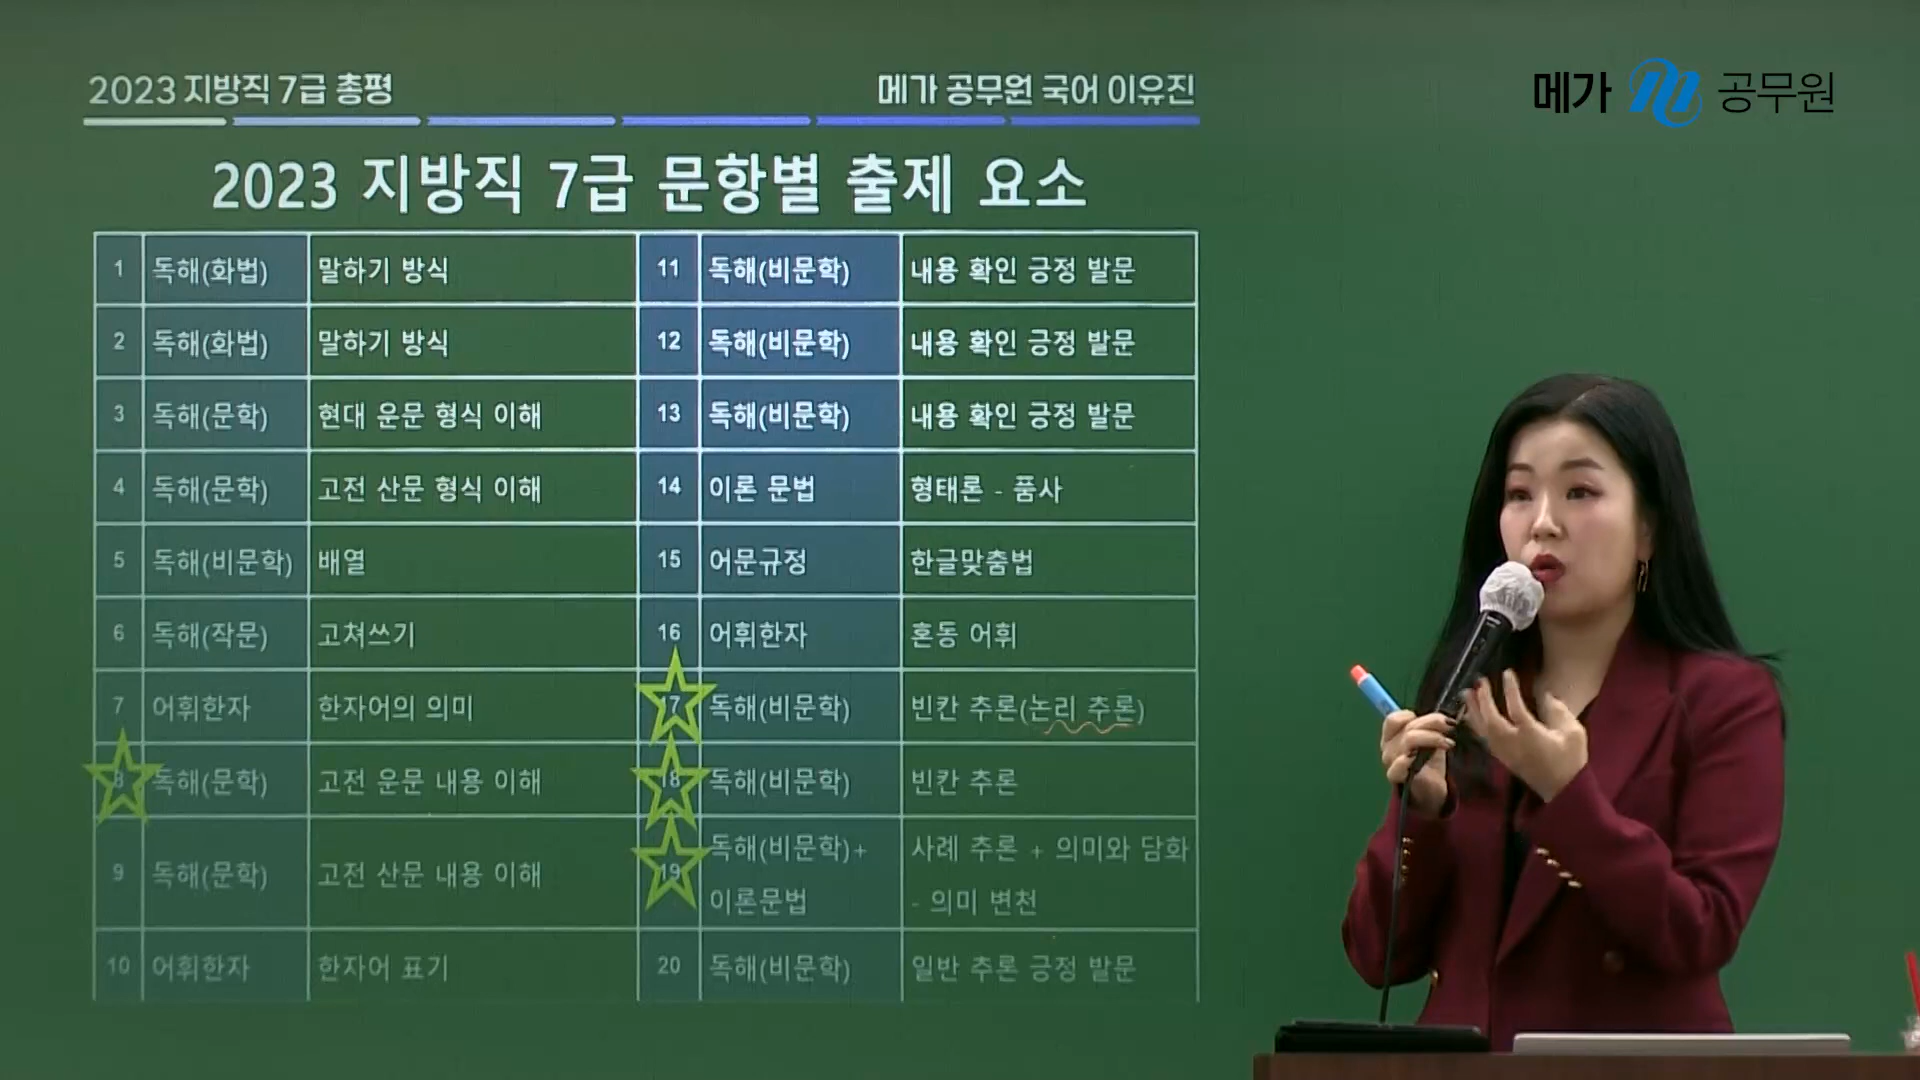 2023 지방직 7급 총평
메가 공무원 국어 이유진
메가 공무원
2023 지방직 7급 문항별 출제 요소
1 독해(화법) 말하기 방식
2 독해(화법) 말하기 방식
3 독해(문학) 현대 운문 형식 이해
4 독해(문학) 고전 산문 형식 이해
5 독해(비문학) 배열
6 독해(작문) 고쳐쓰기
7 어휘한자 한자어의 의미
8 독해(문학) 고전 운문 내용 이해
9 독해(문학) 고전 산문 내용 이해
10 어휘한자 한자어 표기
11 독해(비문학) 내용 확인 긍정 발문
12 독해(비문학) 내용 확인 긍정 발문
13 독해(비문학) 내용 확인 긍정 발문
14 이론 문법 형태론 - 품사
15 어문규정 한글맞춤법
16 어휘한자 혼동 어휘
17 독해(비문학) 빈칸 추론(논리 추론)
18 독해(비문학) 빈칸 추론
19 독해(비문학)+ 사례 추론 + 의미와 담화
이론문법 - 의미 변천
20 독해(비문학) 일반 추론 긍정 발문